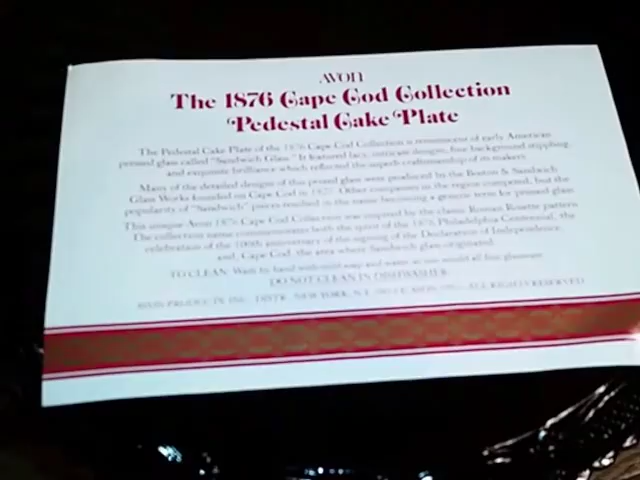 AVON
The 1876 Cape Cod Collection
Pedestal Cake Plate
The Pedestal Cake Plate of the 1876 Cape Cod Collection is reminiscent of early American
pressed glass called "Sandwich Glass." It featured lacy, intricate designs, fine background stippling,
and exquisite brilliance which reflected the superb craftsmanship of its makers.
Many of the detailed designs of this pressed glass were produced by the Boston & Sandwich
Glass Works founded on Cape Cod in Other companies in the region competed, but the
popularity of "Sandwich" pieces resulted in the name becoming a generic term for pressed glass
This unique Avon 1876 Cape Cod Collection was inspired by the classic Roman Rosette pattern.
The collection name commemorates both the spirit of the 1876 Philadelphia Centennial, the
celebration of the 100th anniversary of the signing of the Declaration of Independence,
and, Cape Cod, the area where Sandwich glass originated.
TO CLEAN: Wash by hand with mild soap and water as you would all fine glassware.
DO NOT CLEAN IN DISHWASHER.
AVON PRODUCTS, INC. DISTR. NEW YORK, N.Y. ALL RIGHTS RESERVED